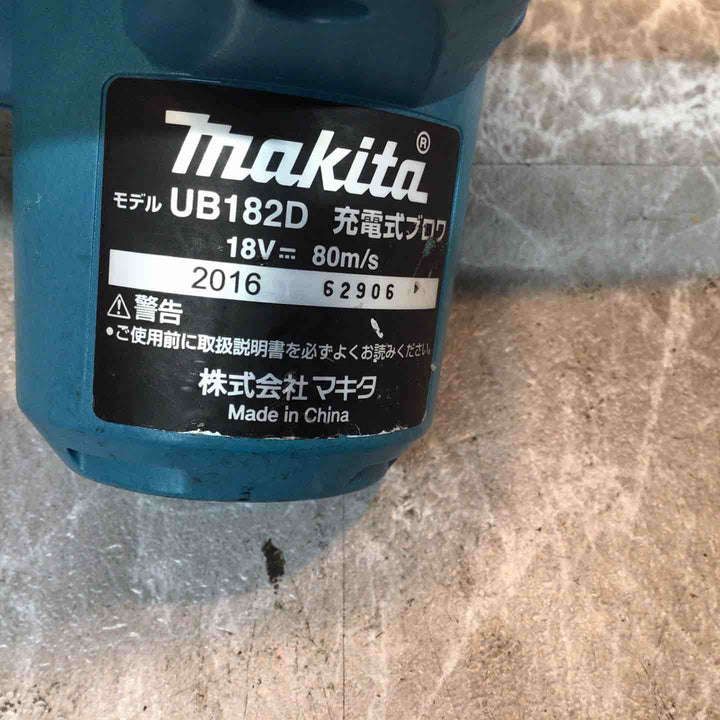 makita®
モデル UB182D 充電式ブロワ
18V⎓ 80m/s
2016 62906
⚠警告
•ご使用前に取扱説明書を必ずよくお読みください。
株式会社マキタ
Made in China